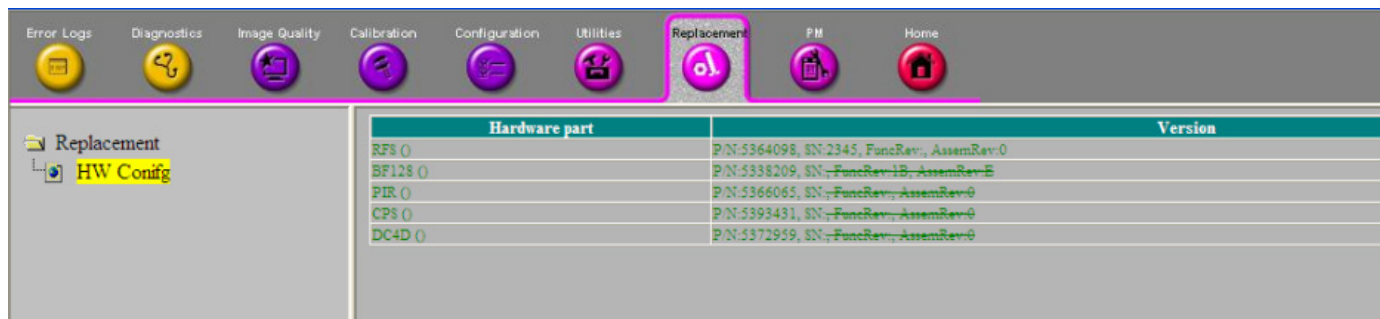 Error Logs Diagnostics Image Quality Calibration Configuration Utilities Replacement PM Home
Replacement
HW Conifg
Hardware part Version
RFS () P/N:5364098, SN:2345, FuncRev:, AssemRev:0
BF128 () P/N:5338209, SN:, FuncRev:1B, AssemRev:E
PIR () P/N:5366065, SN:, FuncRev:, AssemRev:0
CPS () P/N:5393431, SN:, FuncRev:, AssemRev:0
DC4D () P/N:5372959, SN:, FuncRev:, AssemRev:0